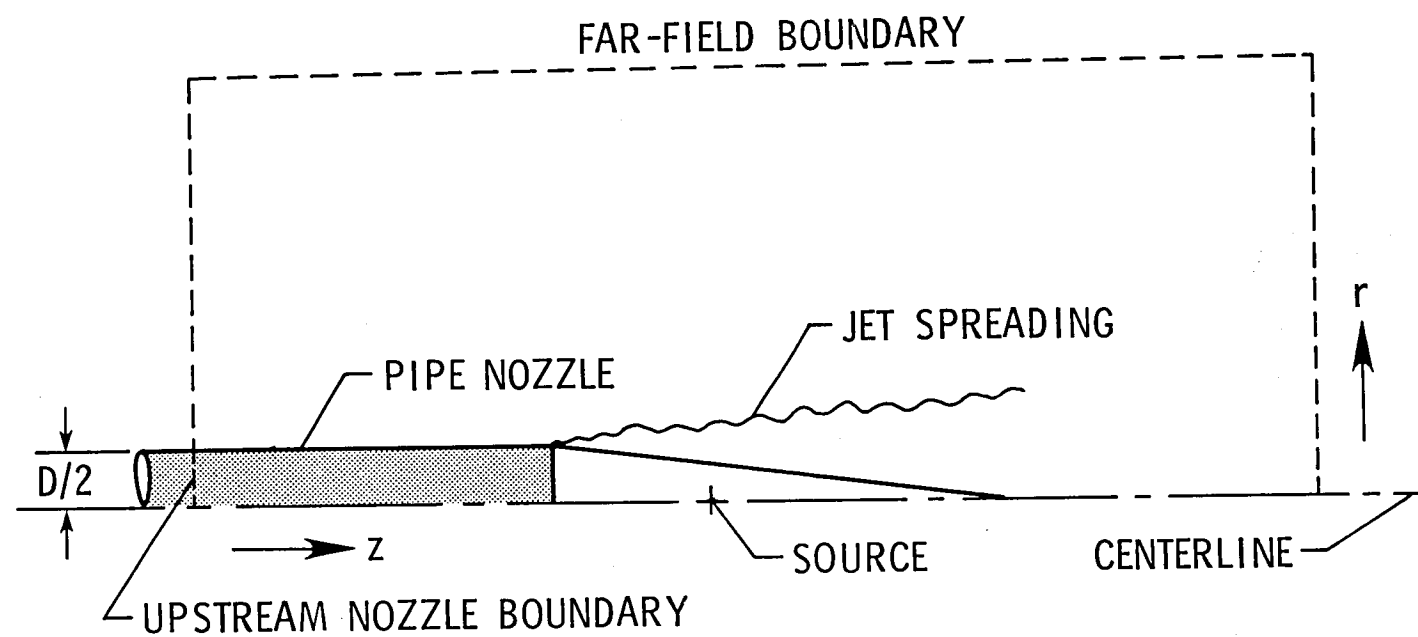 FAR-FIELD BOUNDARY
r
JET SPREADING
PIPE NOZZLE
D/2
z
SOURCE
CENTERLINE
UPSTREAM NOZZLE BOUNDARY